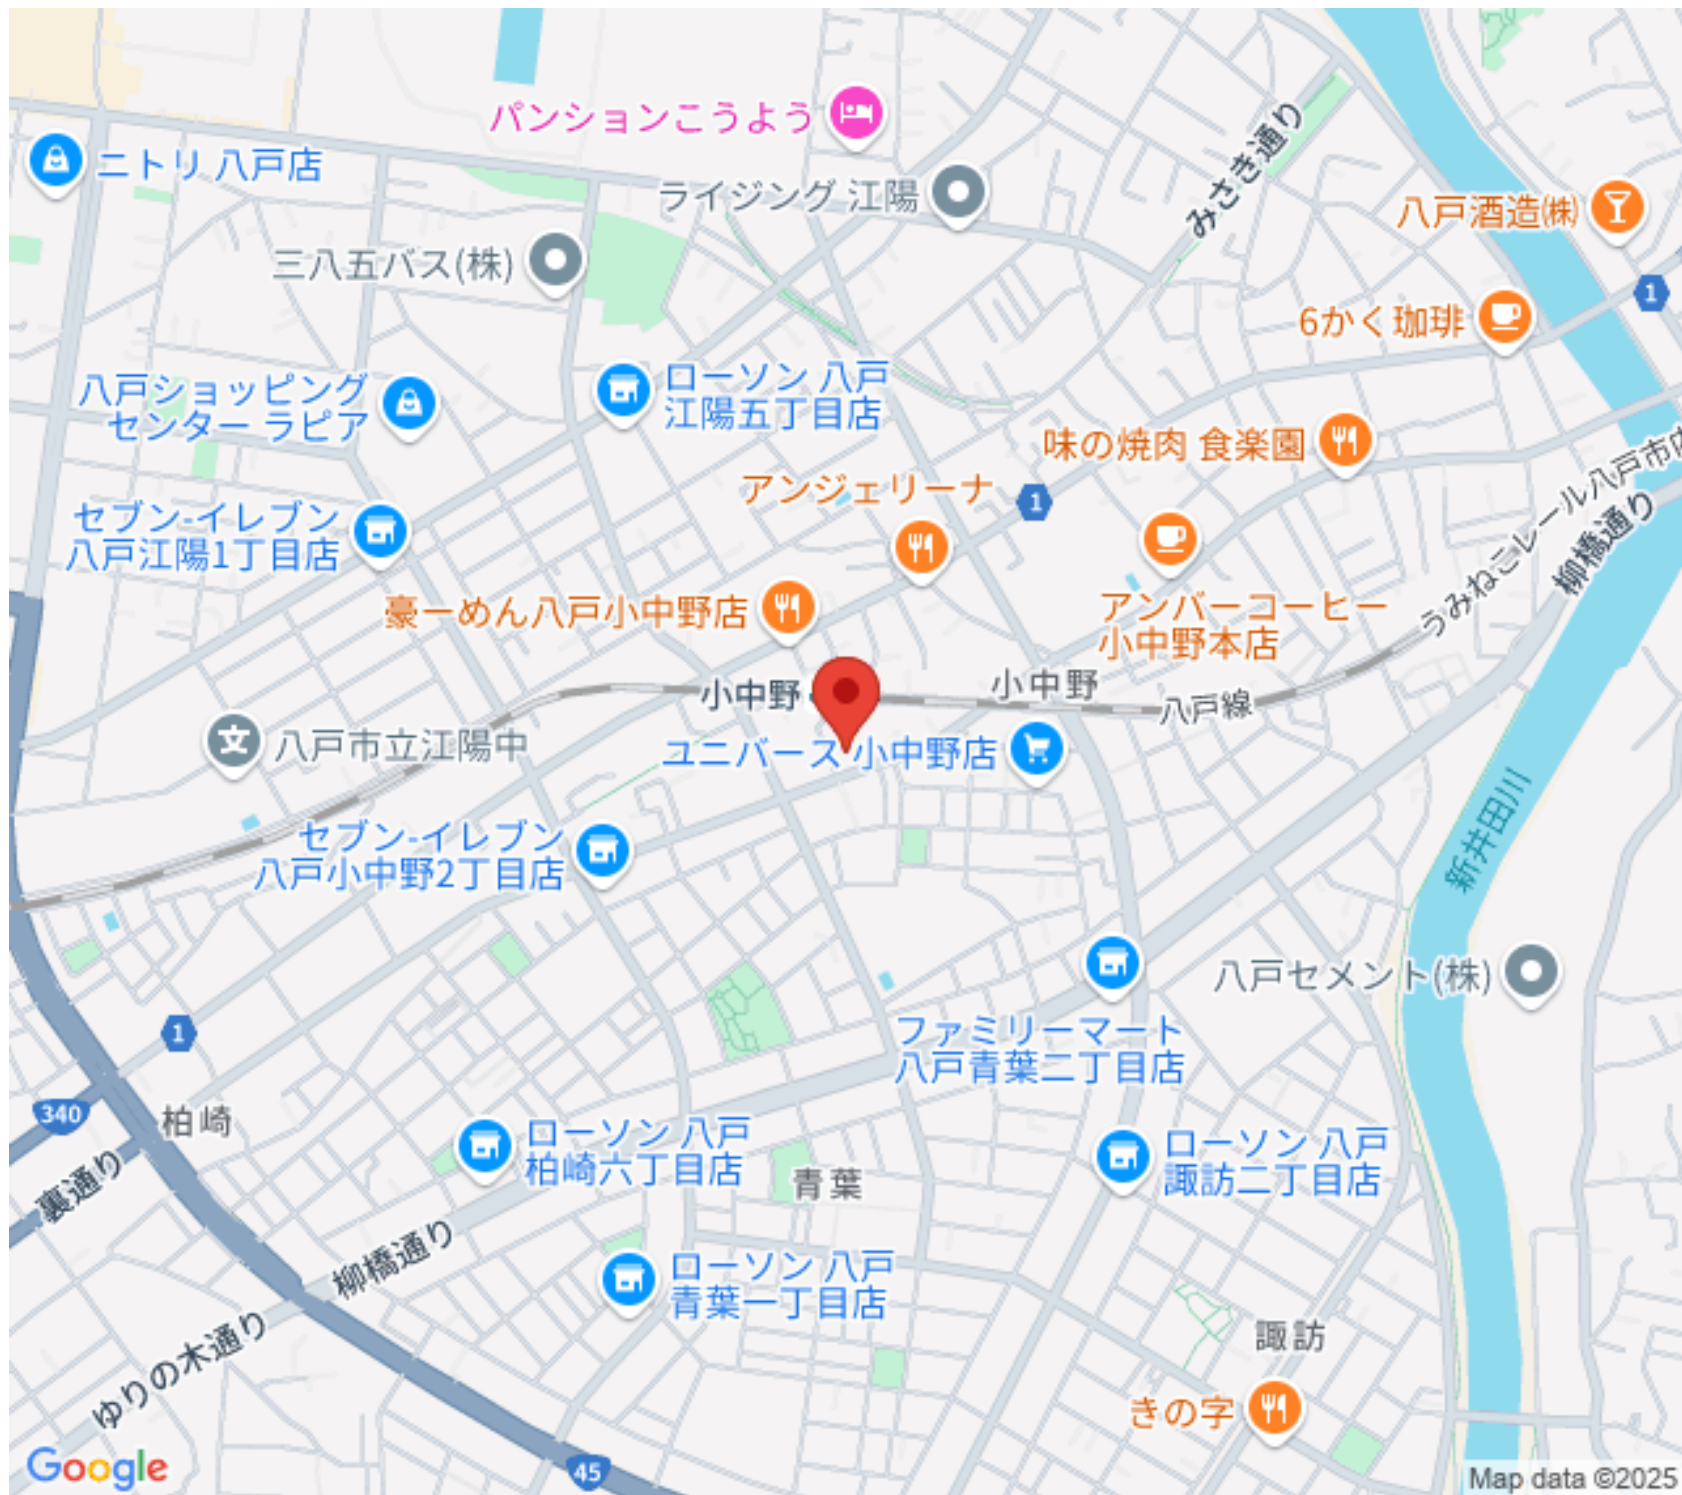 パンションこうよう
ニトリ 八戸店
みさき通り
ライジング 江陽
八戸酒造㈱
三八五バス(株)
1
6かく珈琲
八戸ショッピング
センター ラピア
ローソン 八戸
江陽五丁目店
味の焼肉 食楽園
アンジェリーナ
1
うみねこレール八戸市内
柳橋通り
セブン-イレブン
八戸江陽1丁目店
豪一めん八戸小中野店
アンバーコーヒー
小中野本店
小中野
小中野
八戸線
八戸市立江陽中
ユニバース 小中野店
新井田川
セブン-イレブン
八戸小中野2丁目店
八戸セメント(株)
1
ファミリーマート
八戸青葉二丁目店
340
柏崎
裏通り
ローソン 八戸
柏崎六丁目店
青葉
ローソン 八戸
諏訪二丁目店
柳橋通り
ローソン 八戸
青葉一丁目店
ゆりの木通り
諏訪
きの字
Google
45
Map data ©2025